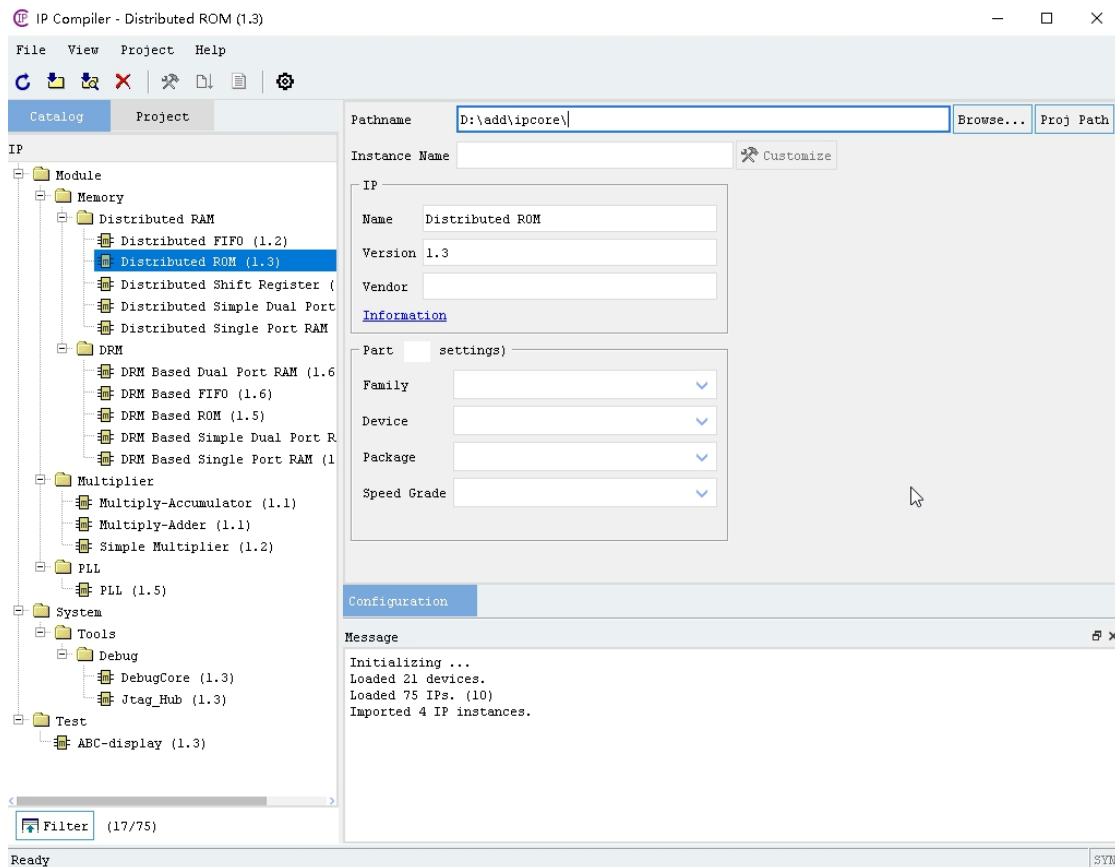 IP Compiler - Distributed ROM (1.3)
File View Project Help
Catalog Project
IP
Module
Memory
Distributed RAM
Distributed FIFO (1.2)
Distributed ROM (1.3)
Distributed Shift Register (
Distributed Simple Dual Port
Distributed Single Port RAM
DRM
DRM Based Dual Port RAM (1.6
DRM Based FIFO (1.6)
DRM Based ROM (1.5)
DRM Based Simple Dual Port R
DRM Based Single Port RAM (1
Multiplier
Multiply-Accumulator (1.1)
Multiply-Adder (1.1)
Simple Multiplier (1.2)
PLL
PLL (1.5)
System
Tools
Debug
DebugCore (1.3)
Jtag_Hub (1.3)
Test
ABC-display (1.3)
Filter (17/75)
Pathname D:\add\ipcore\ Browse... Proj Path
Instance Name Customize
IP
Name Distributed ROM
Version 1.3
Vendor
Information
Part settings)
Family
Device
Package
Speed Grade
Configuration
Message
Initializing ...
Loaded 21 devices.
Loaded 75 IPs. (10)
Imported 4 IP instances.
Ready SYN